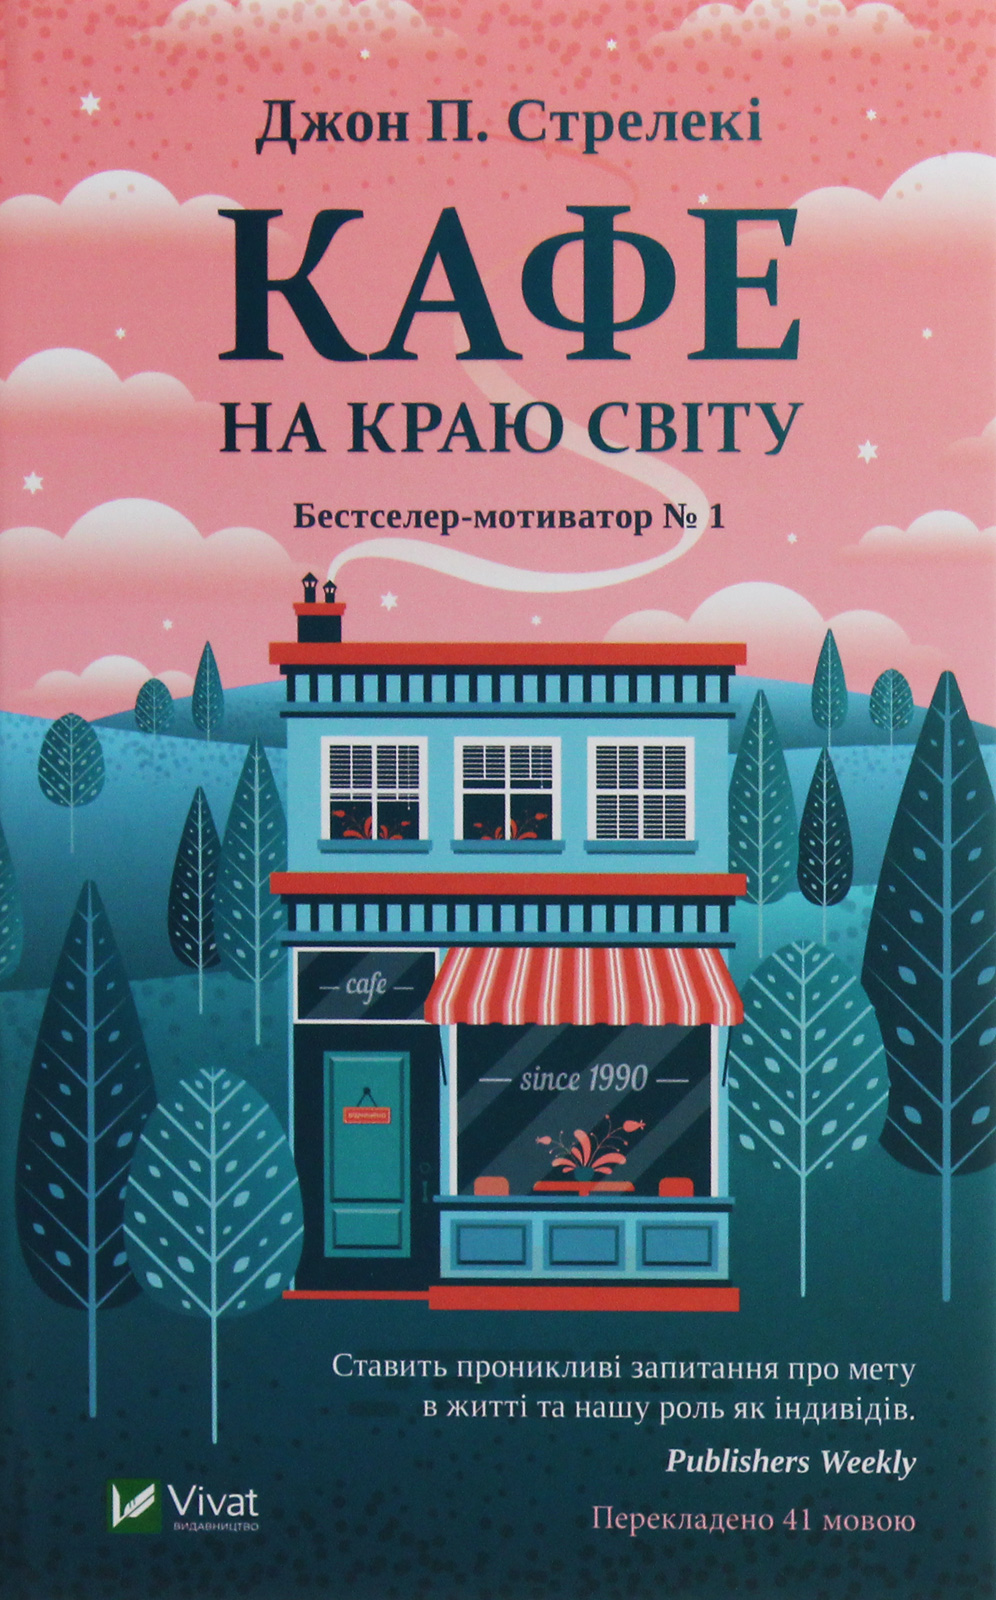 Джон П. Стрелекі
КАФЕ
НА КРАЮ СВІТУ
Бестселер-мотиватор № 1
— cafe —
— since 1990 —
відчинено
Ставить проникливі запитання про мету
в житті та нашу роль як індивідів.
Publishers Weekly
Перекладено 41 мовою
Vivat
ВИДАВНИЦТВО